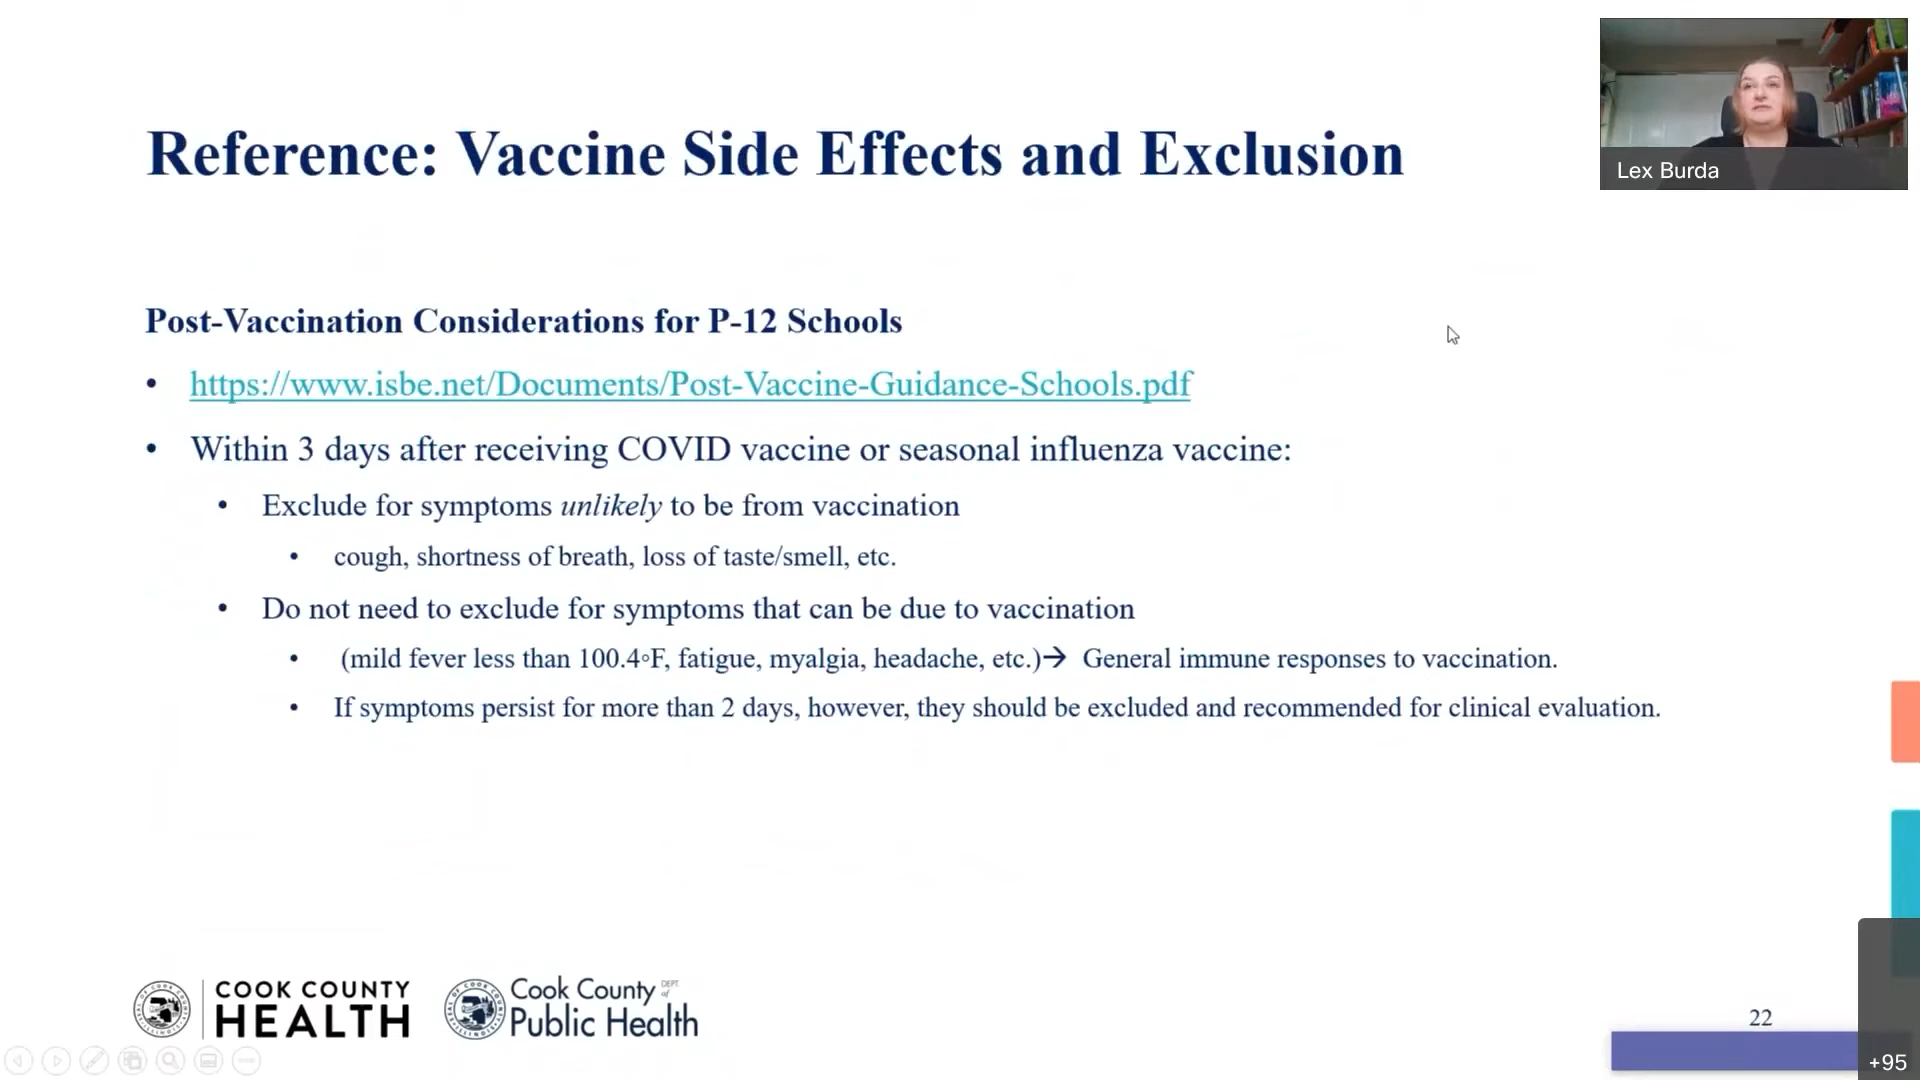 Reference: Vaccine Side Effects and Exclusion
Lex Burda
Post-Vaccination Considerations for P-12 Schools
• https://www.isbe.net/Documents/Post-Vaccine-Guidance-Schools.pdf
• Within 3 days after receiving COVID vaccine or seasonal influenza vaccine:
• Exclude for symptoms unlikely to be from vaccination
• cough, shortness of breath, loss of taste/smell, etc.
• Do not need to exclude for symptoms that can be due to vaccination
• (mild fever less than 100.4◦F, fatigue, myalgia, headache, etc.)→ General immune responses to vaccination.
• If symptoms persist for more than 2 days, however, they should be excluded and recommended for clinical evaluation.
COOK COUNTY
HEALTH
Cook County DEPT. of
Public Health
22
+95